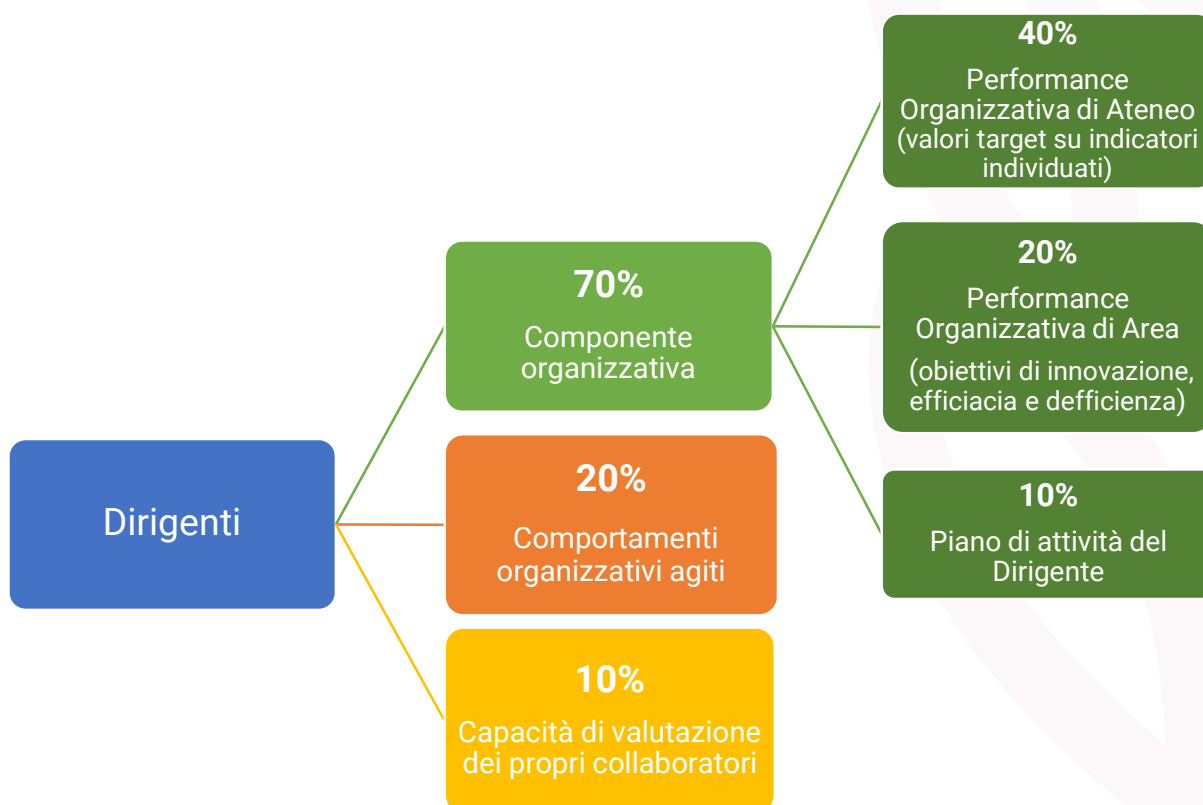 Dirigenti
70%
Componente
organizzativa
20%
Comportamenti
organizzativi agiti
10%
Capacità di valutazione
dei propri collaboratori
40%
Performance
Organizzativa di Ateneo
(valori target su indicatori
individuati)
20%
Performance
Organizzativa di Area
(obiettivi di innovazione,
efficiacia e defficienza)
10%
Piano di attività del
Dirigente